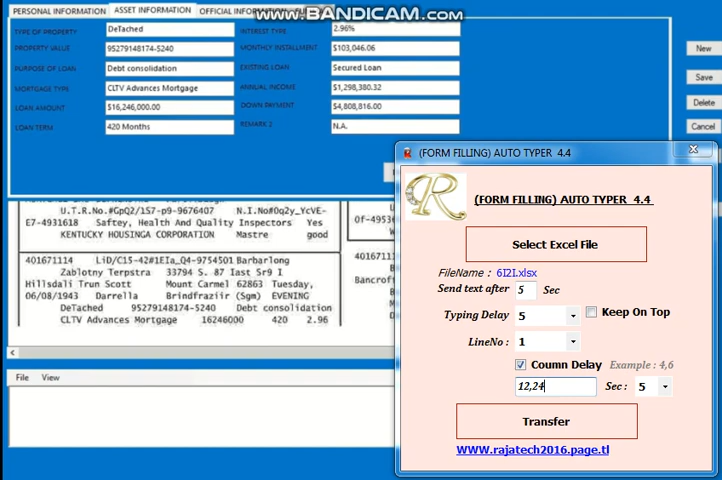 PERSONAL INFORMATION ASSET INFORMATION OFFICIAL INFORMATION
www.BANDICAM.com
TYPE OF PROPERTY DeTached INTEREST TYPE 2.96%
PROPERTY VALUE 95279148174-5240 MONTHLY INSTALLMENT $103,046.06
PURPOSE OF LOAN Debt consolidation EXISTING LOAN Secured Loan
MORTGAGE TYPE CLTV Advances Mortgage ANNUAL INCOME $1,298,380.32
LOAN AMOUNT $16,246,000.00 DOWN PAYMENT $4,808,816.00
LOAN TERM 420 Months REMARK 2 N.A.
New
Save
Delete
Cancel
U.T.R.No.#GpQ2/1S7-p9-9676407 N.I.No#0q2y_YcVE-
E7-4931618 Saftey, Health And Quality Inspectors Yes
KENTUCKY HOUSINGA CORPORATION Mastre good
Of-4953
401671114 LiD/C15-42#1EIa_Q4-9754501 Barbarlong
Zablotny Terpstra 33794 S. 87 Iast Sr9 I
Hillsdali Trun Scott Mount Carmel 62863 Tuesday,
06/08/1943 Darrella Brindfraziir (Sgm) EVENING
DeTached 95279148174-5240 Debt consolidation
CLTV Advances Mortgage 16246000 420 2.96
40167
Bancrof
File View
(FORM FILLING) AUTO TYPER 4.4
R
(FORM FILLING) AUTO TYPER 4.4
Select Excel File
FileName : 6I2I.xlsx
Send text after 5 Sec
Typing Delay 5 Keep On Top
LineNo : 1
Coumn Delay Example : 4,6
12,24 Sec : 5
Transfer
WWW.rajatech2016.page.tl